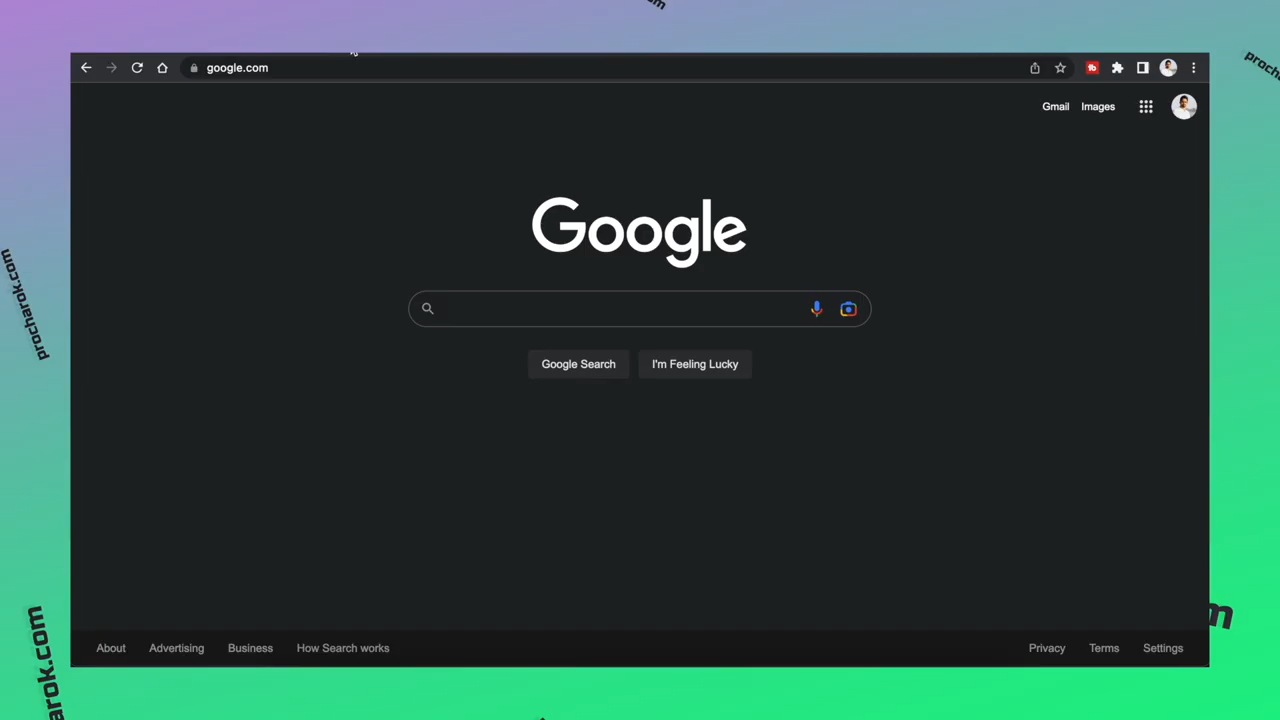 google.com
Gmail Images
Google
Google Search I'm Feeling Lucky
About Advertising Business How Search works Privacy Terms Settings
procharok.com